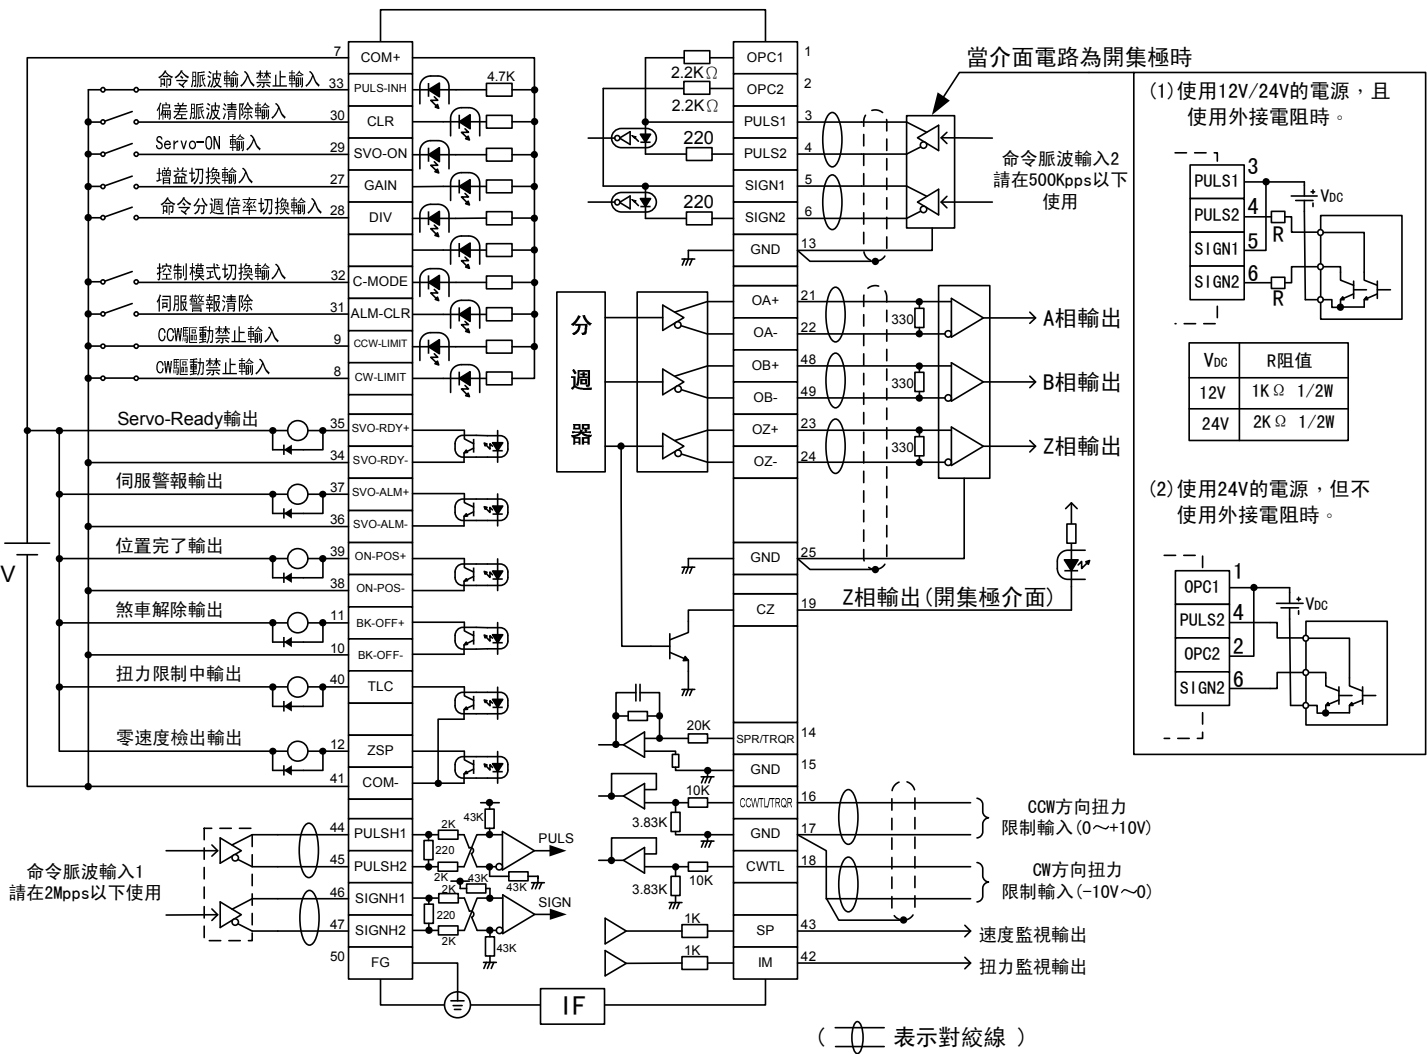 7
COM+
命令脈波輸入禁止輸入
33
PULS-INH
4.7K
偏差脈波清除輸入
30
CLR
Servo-ON 輸入
29
SVO-ON
增益切換輸入
27
GAIN
命令分週倍率切換輸入
28
DIV
控制模式切換輸入
32
C-MODE
伺服警報清除
31
ALM-CLR
CCW驅動禁止輸入
9
CCW-LIMIT
CW驅動禁止輸入
8
CW-LIMIT
Servo-Ready輸出
35
SVO-RDY+
34
SVO-RDY-
伺服警報輸出
37
SVO-ALM+
36
SVO-ALM-
位置完了輸出
39
ON-POS+
V
38
ON-POS-
煞車解除輸出
11
BK-OFF+
10
BK-OFF-
扭力限制中輸出
40
TLC
零速度檢出輸出
12
ZSP
41
COM-
命令脈波輸入1
請在2Mpps以下使用
44
PULSH1
2K
43K
PULS
220
45
PULSH2
2K
43K
43K
46
SIGNH1
2K
SIGN
220
47
SIGNH2
2K
43K
50
FG
IF
OPC1
1
2.2KΩ
OPC2
2
2.2KΩ
PULS1
3
220
PULS2
4
SIGN1
5
220
SIGN2
6
GND
13
當介面電路為開集極時
命令脈波輸入2
請在500Kpps以下
使用
分
週
器
OA+
21
330
A相輸出
OA-
22
OB+
48
330
B相輸出
OB-
49
OZ+
23
330
Z相輸出
OZ-
24
GND
25
CZ
19
Z相輸出(開集極介面)
20K
SPR/TRQR
14
GND
15
10K
CCWTL/TRQR
16
3.83K
GND
17
CCW方向扭力
限制輸入(0～+10V)
CWTL
18
10K
3.83K
CW方向扭力
限制輸入(-10V～0)
1K
SP
43
速度監視輸出
1K
IM
42
扭力監視輸出
( 表示對絞線 )
(1)使用12V/24V的電源，且
使用外接電阻時。
PULS1
3
VDC
PULS2
4
R
SIGN1
5
SIGN2
6
R
VDC R阻值
12V 1KΩ 1/2W
24V 2KΩ 1/2W
(2)使用24V的電源，但不
使用外接電阻時。
OPC1
1
VDC
PULS2
4
OPC2
2
SIGN2
6